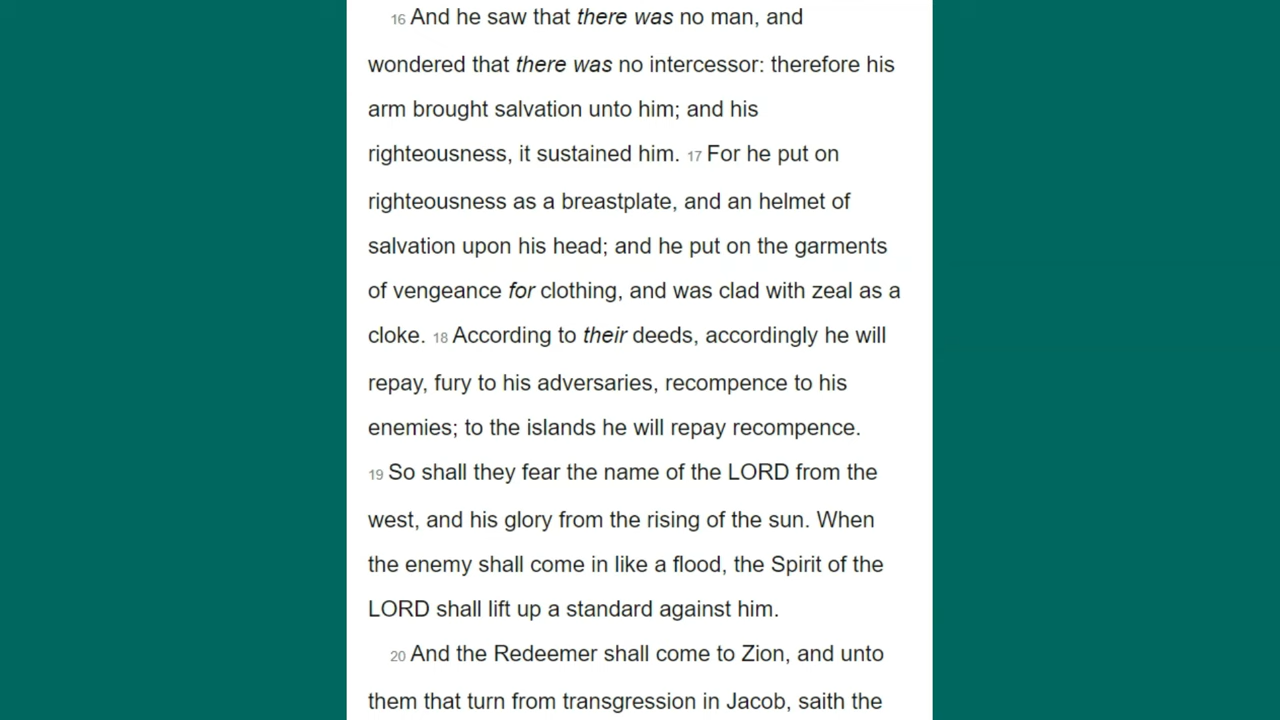 16 And he saw that there was no man, and
wondered that there was no intercessor: therefore his
arm brought salvation unto him; and his
righteousness, it sustained him. 17 For he put on
righteousness as a breastplate, and an helmet of
salvation upon his head; and he put on the garments
of vengeance for clothing, and was clad with zeal as a
cloke. 18 According to their deeds, accordingly he will
repay, fury to his adversaries, recompence to his
enemies; to the islands he will repay recompence.
19 So shall they fear the name of the LORD from the
west, and his glory from the rising of the sun. When
the enemy shall come in like a flood, the Spirit of the
LORD shall lift up a standard against him.
20 And the Redeemer shall come to Zion, and unto
them that turn from transgression in Jacob, saith the